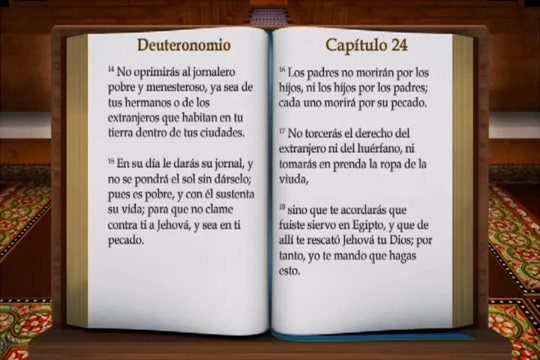 Deuteronomio
14 No oprimirás al jornalero
pobre y menesteroso, ya sea de
tus hermanos o de los
extranjeros que habitan en tu
tierra dentro de tus ciudades.
15 En su día le darás su jornal, y
no se pondrá el sol sin dárselo;
pues es pobre, y con él sustenta
su vida; para que no clame
contra ti a Jehová, y sea en ti
pecado.
Capítulo 24
16 Los padres no morirán por los
hijos, ni los hijos por los padres;
cada uno morirá por su pecado.
17 No torcerás el derecho del
extranjero ni del huérfano, ni
tomarás en prenda la ropa de la
viuda,
18 sino que te acordarás que
fuiste siervo en Egipto, y que de
allí te rescató Jehová tu Dios; por
tanto, yo te mando que hagas
esto.